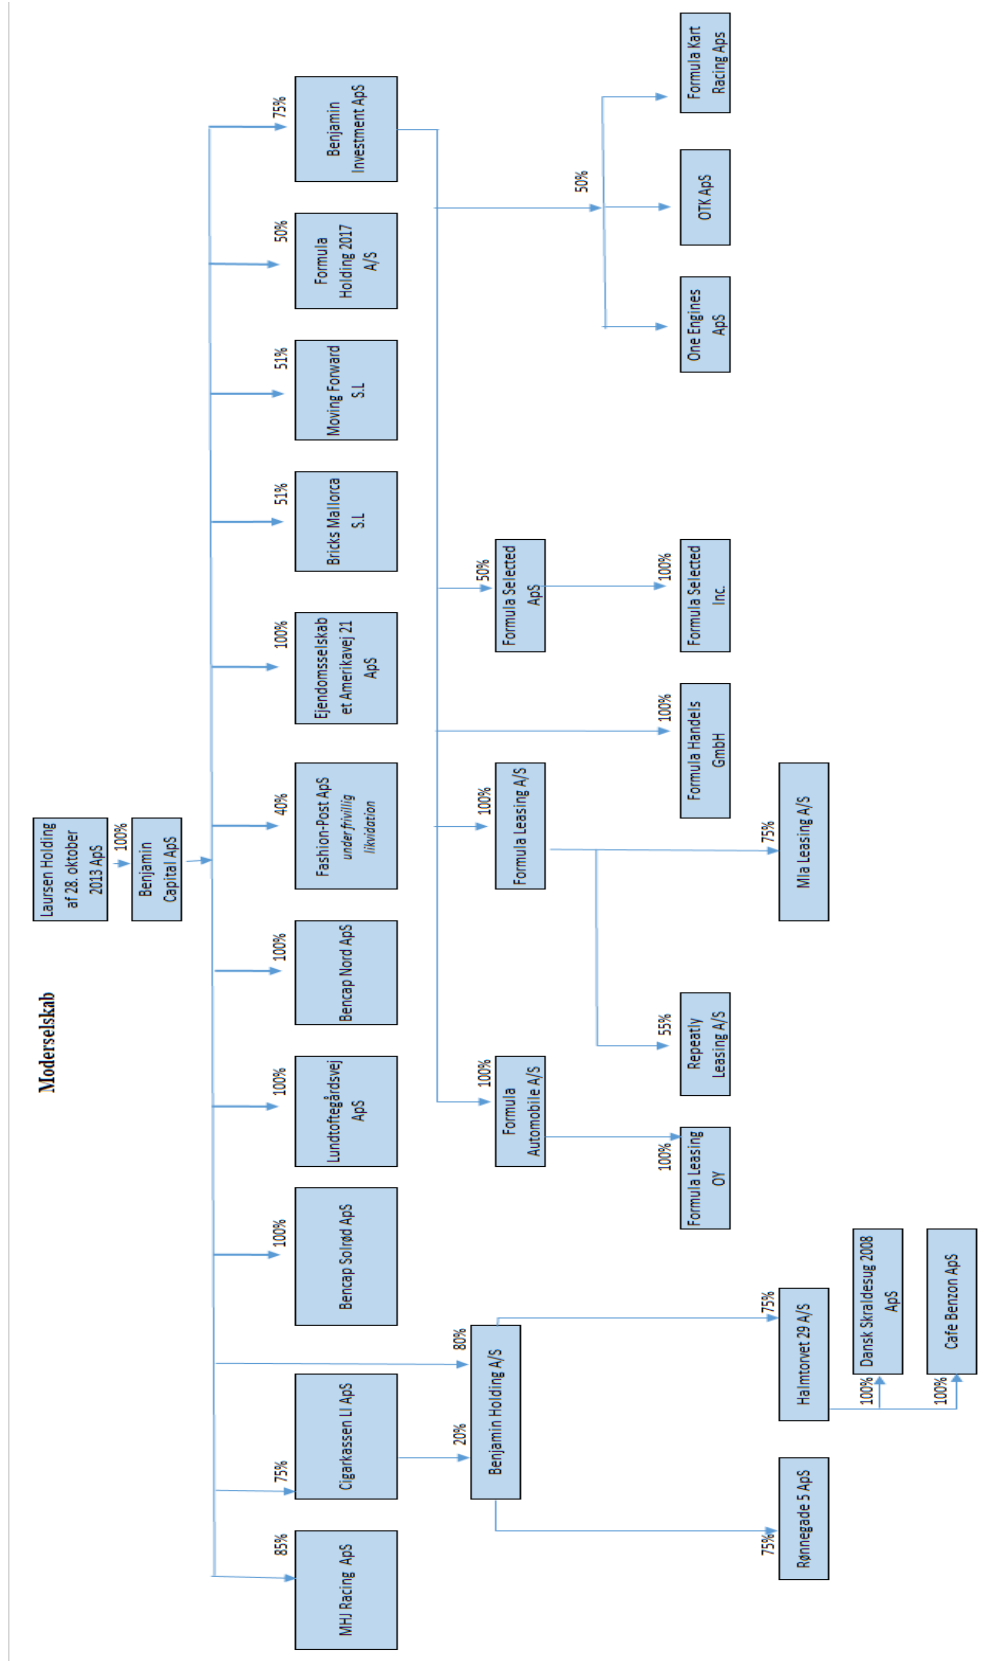 Moderselskab
Laursen Holding
af 28. oktober
2013 ApS
100%
Benjamin
Capital ApS
85%
MHJ Racing ApS
75%
Cigarkassen LI ApS
100%
Bencap Solrød ApS
100%
Lundtoftegårdsvej
ApS
100%
Bencap Nord ApS
40%
Fashion-Post ApS
under frivillig
likvidation
100%
Ejendomsselskab
et Amerikavej 21
ApS
51%
Bricks Mallorca
S.L
51%
Moving Forward
S.L
50%
Formula
Holding 2017
A/S
75%
Benjamin
Investment ApS
20%
80%
Benjamin Holding A/S
100%
Formula
Automobile A/S
100%
Formula Leasing A/S
50%
Formula Selected
ApS
50%
100%
Formula Leasing
OY
55%
Repeatly
Leasing A/S
100%
Formula Handels
GmbH
100%
Formula Selected
Inc.
One Engines
ApS
OTK ApS
Formula Kart
Racing Aps
75%
Rønnegade 5 ApS
75%
Halmtorvet 29 A/S
75%
Mla Leasing A/S
100%
Dansk Skraldesug 2008
ApS
100%
Cafe Benzon ApS